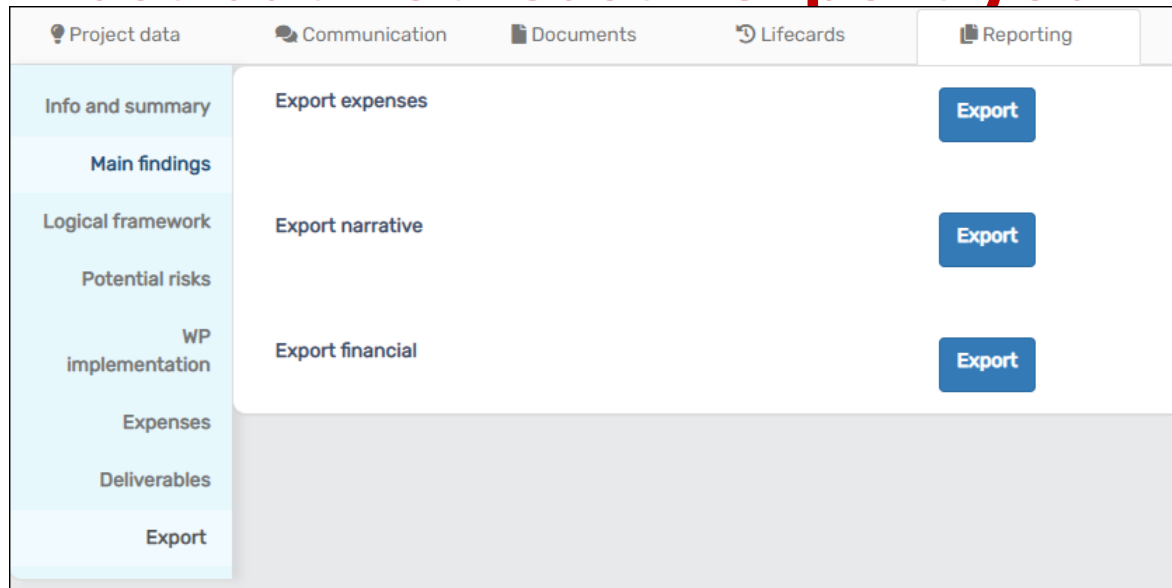 Project data Communication Documents Lifecards Reporting
Info and summary
Main findings
Logical framework
Potential risks
WP
implementation
Expenses
Deliverables
Export
Export expenses Export
Export narrative Export
Export financial Export